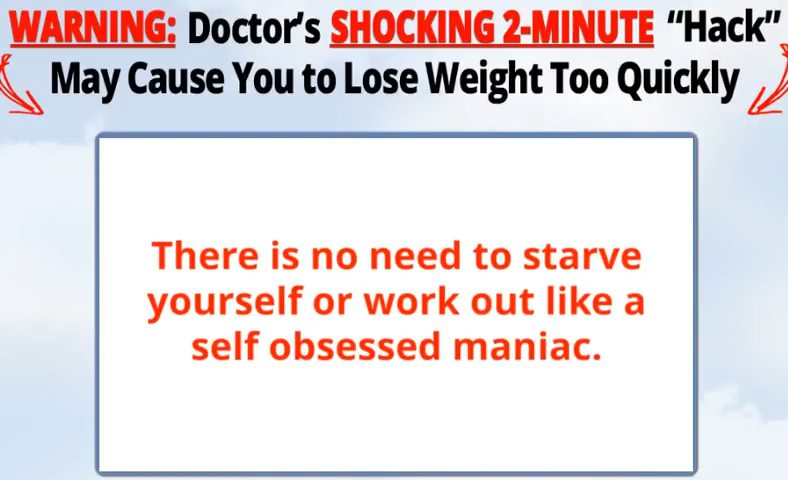 WARNING: Doctor's SHOCKING 2-MINUTE “Hack”
May Cause You to Lose Weight Too Quickly
There is no need to starve
yourself or work out like a
self obsessed maniac.